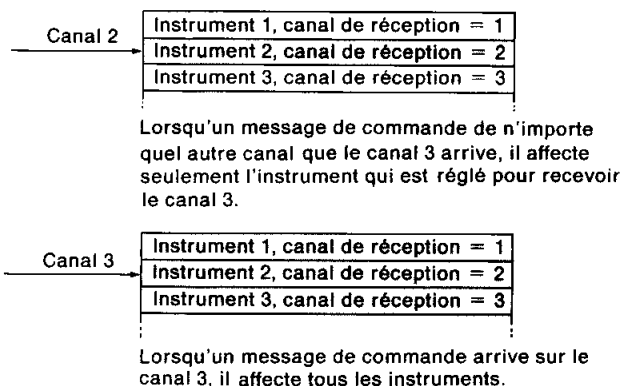 Canal 2
Instrument 1, canal de réception = 1
Instrument 2, canal de réception = 2
Instrument 3, canal de réception = 3
Lorsqu'un message de commande de n'importe
quel autre canal que le canal 3 arrive, il affecte
seulement l'instrument qui est réglé pour recevoir
le canal 3.
Canal 3
Instrument 1, canal de réception = 1
Instrument 2, canal de réception = 2
Instrument 3, canal de réception = 3
Lorsqu'un message de commande arrive sur le
canal 3, il affecte tous les instruments.